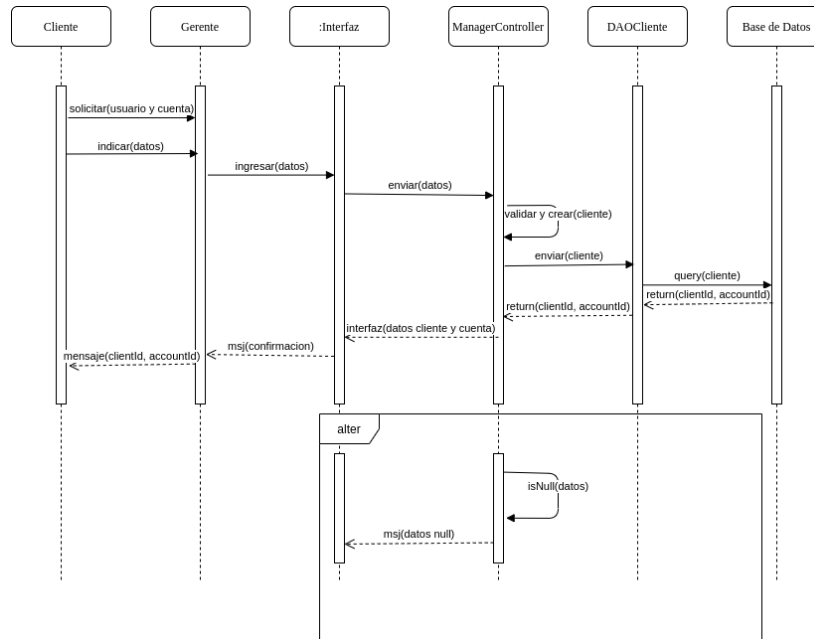 Cliente
Gerente
:Interfaz
ManagerController
DAOCliente
Base de Datos
solicitar(usuario y cuenta)
indicar(datos)
ingresar(datos)
enviar(datos)
validar y crear(cliente)
enviar(cliente)
query(cliente)
return(clientId, accountId)
return(clientId, accountId)
interfaz(datos cliente y cuenta)
msj(confirmacion)
mensaje(clientId, accountId)
alter
isNull(datos)
msj(datos null)